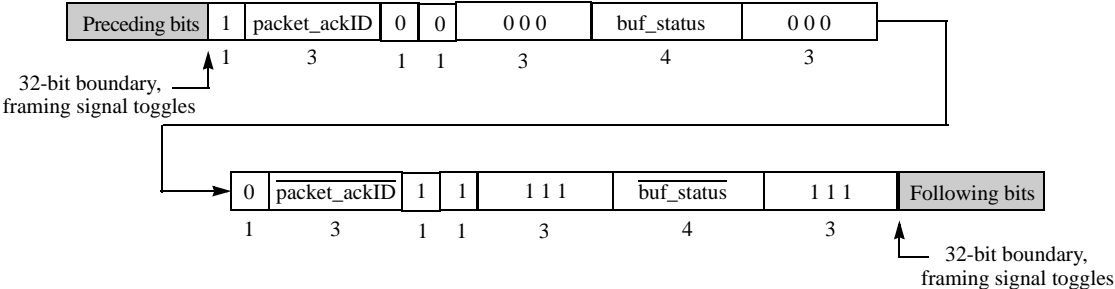 Preceding bits 1 packet_ackID 0 0 0 0 0 buf_status 0 0 0
1 3 1 1 3 4 3
32-bit boundary,
framing signal toggles
0 packet_ackID 1 1 1 1 1 buf_status 1 1 1 Following bits
1 3 1 1 3 4 3
32-bit boundary,
framing signal toggles